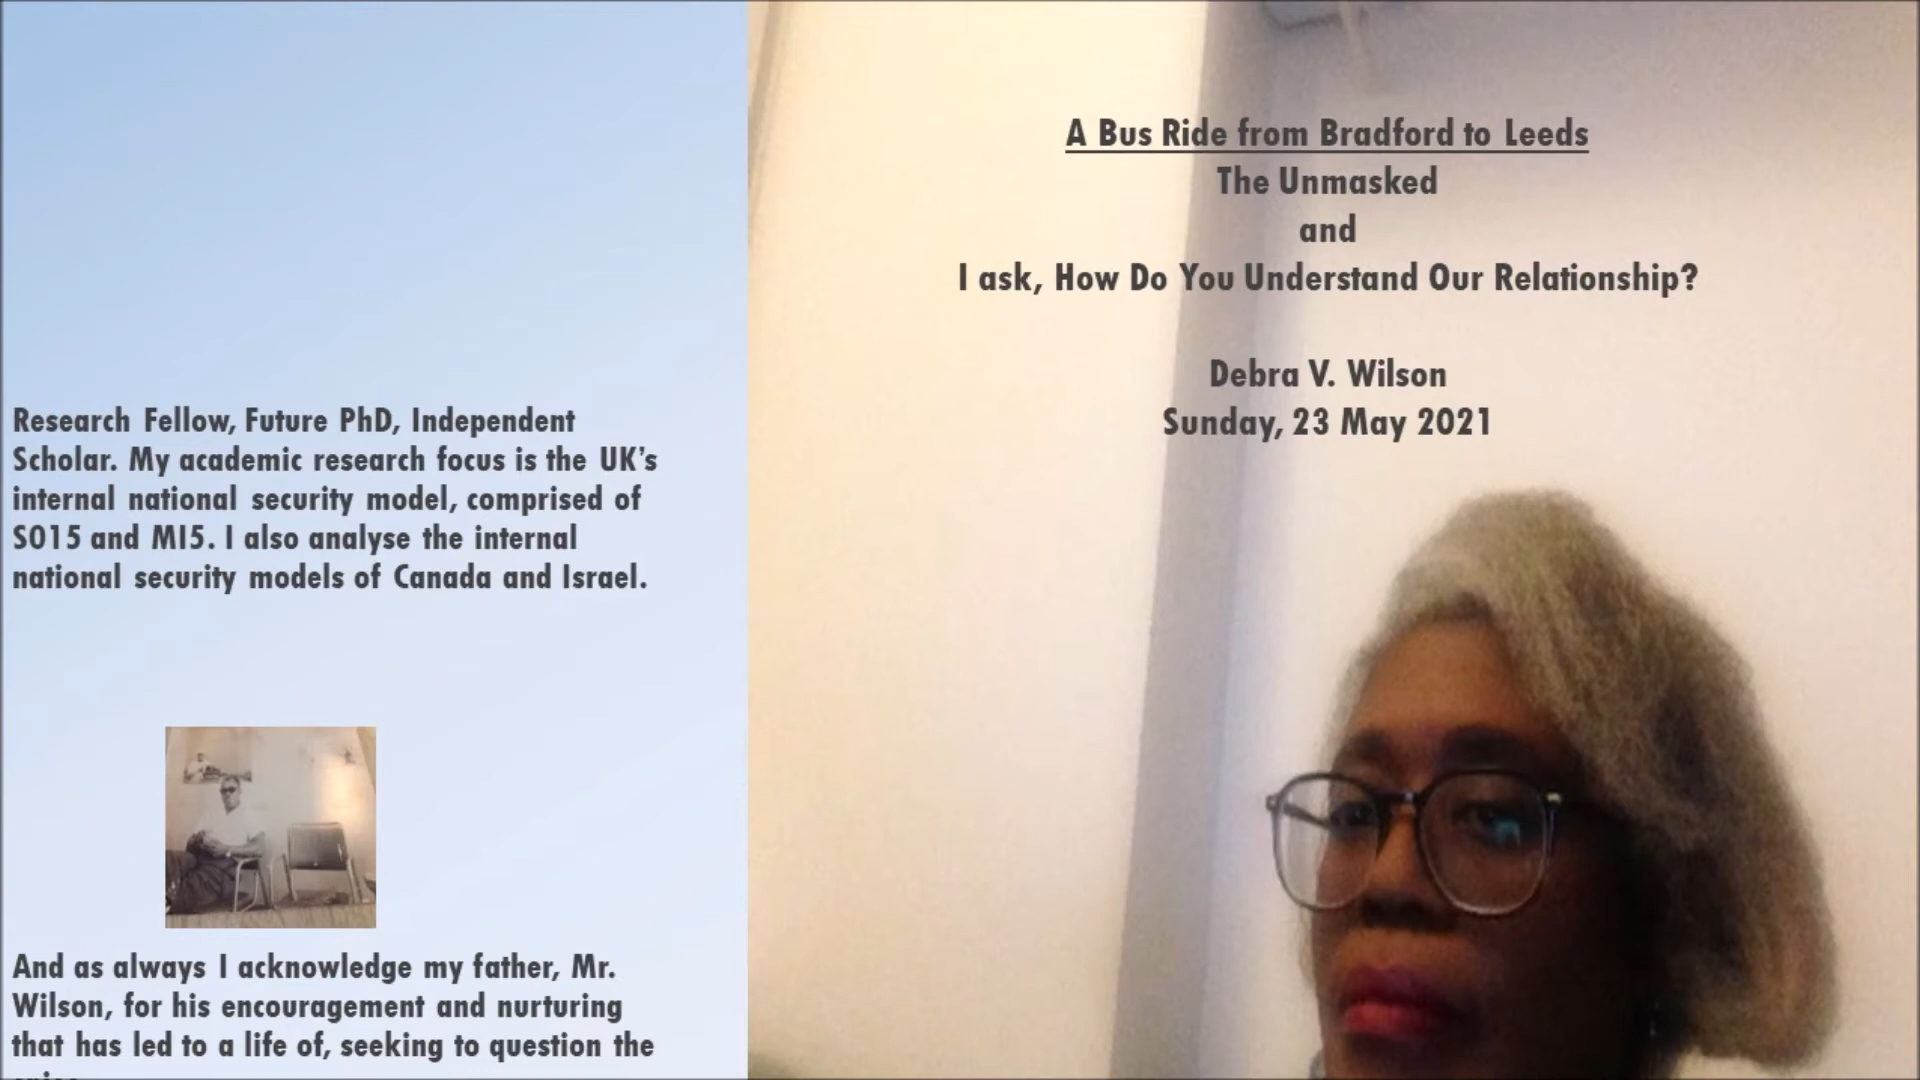 Research Fellow, Future PhD, Independent
Scholar. My academic research focus is the UK's
internal national security model, comprised of
SO15 and MI5. I also analyse the internal
national security models of Canada and Israel.
And as always I acknowledge my father, Mr.
Wilson, for his encouragement and nurturing
that has led to a life of, seeking to question the
A Bus Ride from Bradford to Leeds
The Unmasked
and
I ask, How Do You Understand Our Relationship?
Debra V. Wilson
Sunday, 23 May 2021